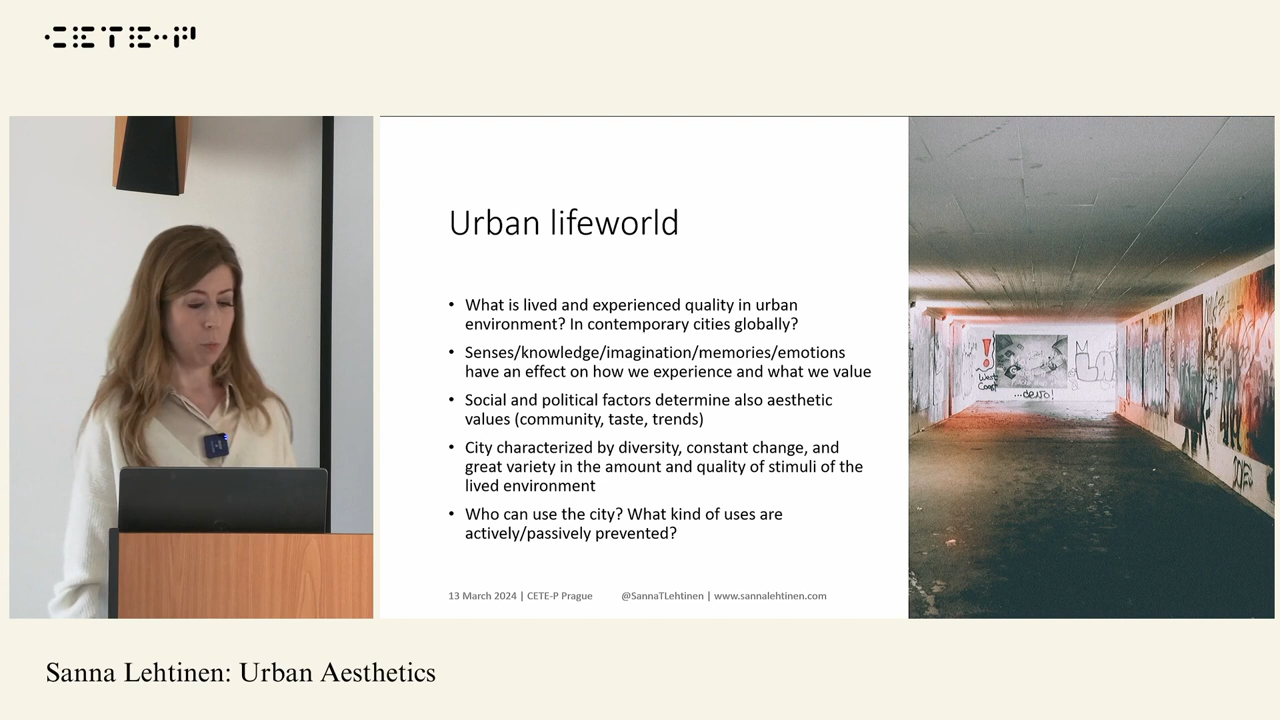 CETE-P
Urban lifeworld
• What is lived and experienced quality in urban
environment? In contemporary cities globally?
• Senses/knowledge/imagination/memories/emotions
have an effect on how we experience and what we value
• Social and political factors determine also aesthetic
values (community, taste, trends)
• City characterized by diversity, constant change, and
great variety in the amount and quality of stimuli of the
lived environment
• Who can use the city? What kind of uses are
actively/passively prevented?
13 March 2024 | CETE-P Prague @SannaTLehtinen | www.sannalehtinen.com
West
Coast
Sanna Lehtinen: Urban Aesthetics